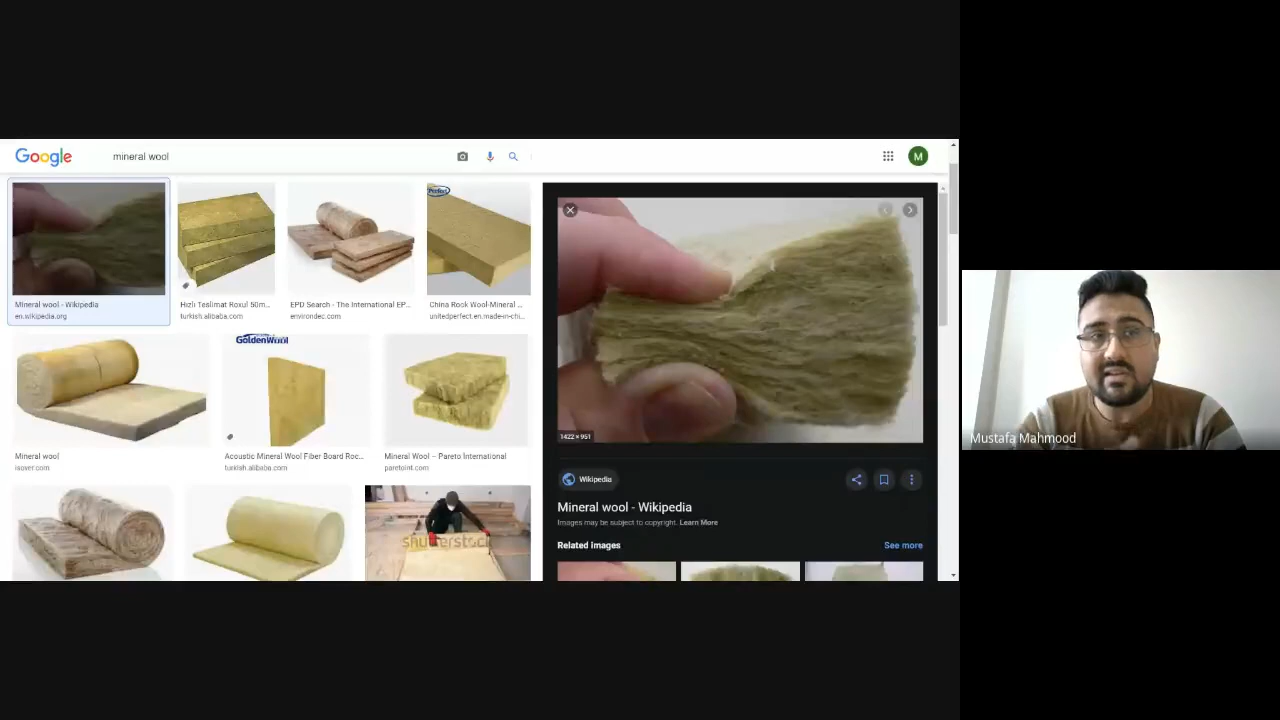 Google
mineral wool
M
Mineral wool - Wikipedia
en.wikipedia.org
Hızlı Teslimat Roxul 50m...
turkish.alibaba.com
EPD Search - The International EP...
environdec.com
Perfect
China Rock Wool-Mineral ...
unitedperfect.en.made-in-chi...
Mineral wool
isover.com
GoldenWool
Acoustic Mineral Wool Fiber Board Roc...
turkish.alibaba.com
Mineral Wool – Pareto International
paretoint.com
shutterstock
1422 × 951
Wikipedia
Mineral wool - Wikipedia
Images may be subject to copyright. Learn More
Related images
See more
Mustafa Mahmood